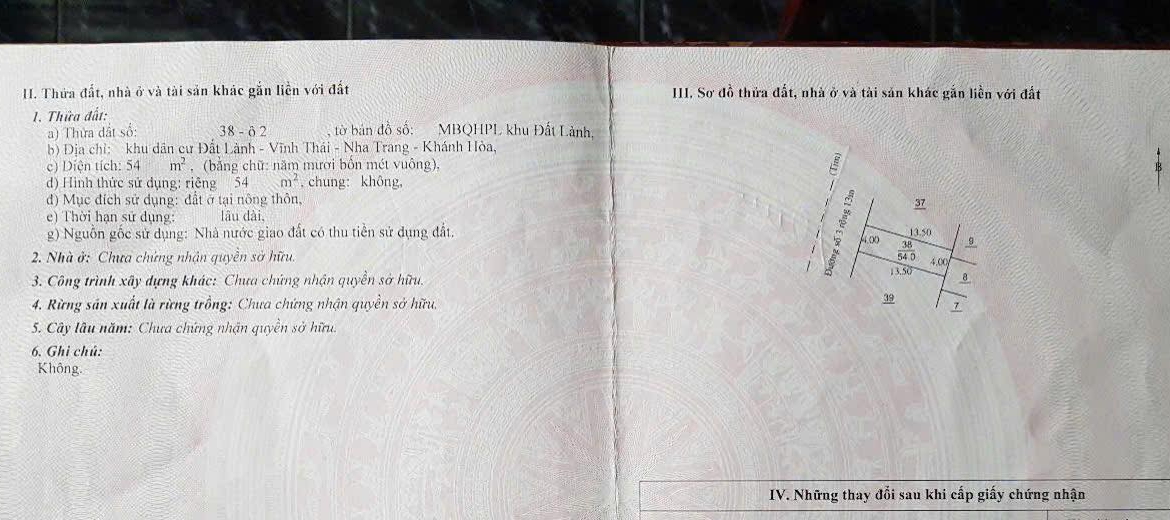 II. Thửa đất, nhà ở và tài sản khác gắn liền với đất
1. Thửa đất:
a) Thửa đất số: 38 - ô 2 , tờ bản đồ số: MBQHPL khu Đất Lành,
b) Địa chỉ: khu dân cư Đất Lành - Vĩnh Thái - Nha Trang - Khánh Hòa,
c) Diện tích: 54 m², (bằng chữ: năm mươi bốn mét vuông),
d) Hình thức sử dụng: riêng 54 m², chung: không,
đ) Mục đích sử dụng: đất ở tại nông thôn,
e) Thời hạn sử dụng: lâu dài,
g) Nguồn gốc sử dụng: Nhà nước giao đất có thu tiền sử dụng đất.
2. Nhà ở: Chưa chứng nhận quyền sở hữu.
3. Công trình xây dựng khác: Chưa chứng nhận quyền sở hữu.
4. Rừng sản xuất là rừng trồng: Chưa chứng nhận quyền sở hữu.
5. Cây lâu năm: Chưa chứng nhận quyền sở hữu.
6. Ghi chú:
Không.
III. Sơ đồ thửa đất, nhà ở và tài sản khác gắn liền với đất
B
(Tim)
Đường số 3 rộng 13m
37
13.50
4.00
38
54.0
4.00
13.50
9
8
39
7
IV. Những thay đổi sau khi cấp giấy chứng nhận